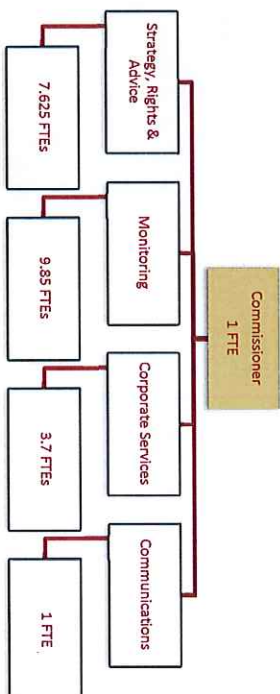 Commissioner
1 FTE
Strategy, Rights &
Advice
Monitoring
Corporate Services
Communications
7.625 FTEs
9.85 FTEs
3.7 FTEs
1 FTE